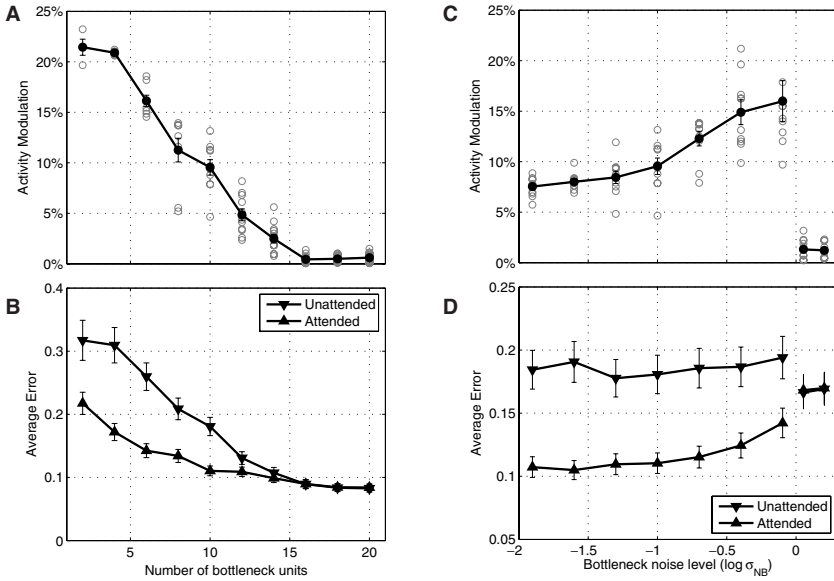 A
25%
20%
15%
10%
5%
0%
Activity Modulation
B
0.4
0.3
0.2
0.1
0
Average Error
Unattended
Attended
5
10
15
20
Number of bottleneck units
C
25%
20%
15%
10%
5%
0%
Activity Modulation
D
0.25
0.2
0.15
0.1
0.05
Average Error
Unattended
Attended
−2
−1.5
−1
−0.5
0
Bottleneck noise level (log σNB)